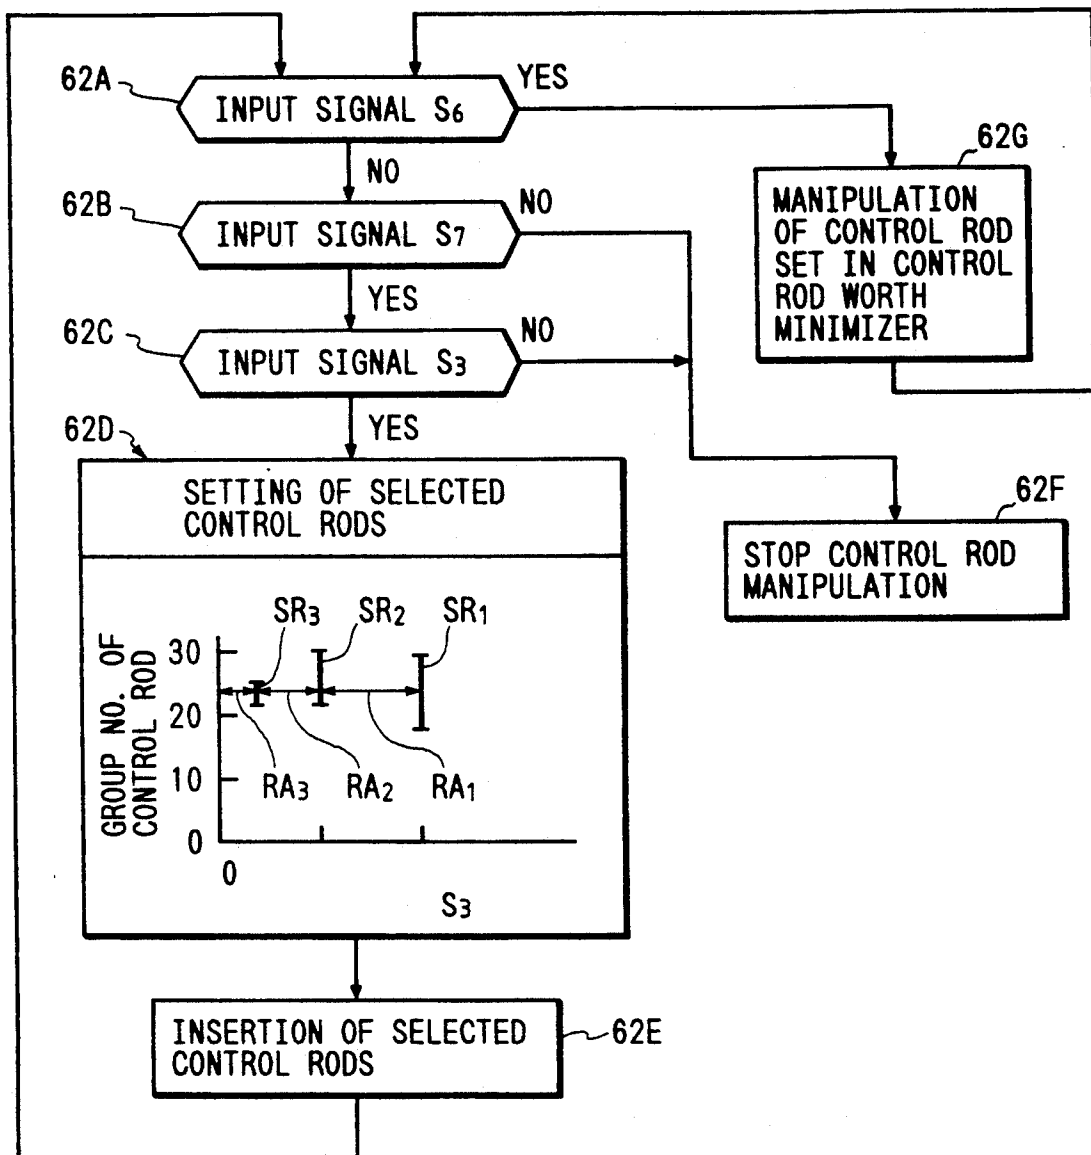 62A
INPUT SIGNAL S6
YES
NO
62B
INPUT SIGNAL S7
NO
YES
62C
INPUT SIGNAL S3
NO
YES
62G
MANIPULATION
OF CONTROL ROD
SET IN CONTROL
ROD WORTH
MINIMIZER
62D
SETTING OF SELECTED
CONTROL RODS
62F
STOP CONTROL ROD
MANIPULATION
GROUP NO. OF
CONTROL ROD
30
20
10
0
0
SR3
SR2
SR1
RA3
RA2
RA1
S3
INSERTION OF SELECTED
CONTROL RODS
62E